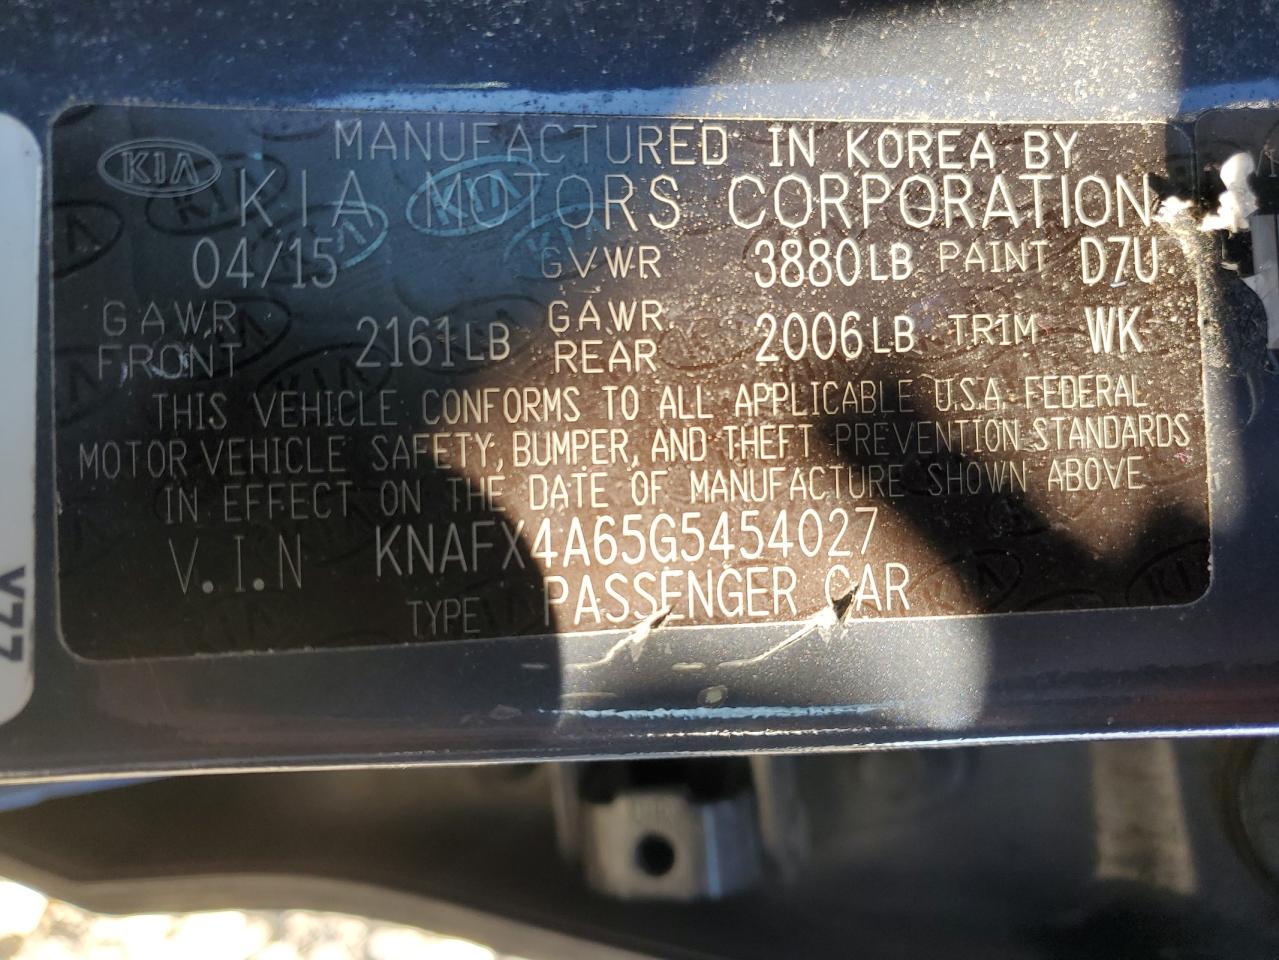 MANUFACTURED IN KOREA BY
KIA KIA MOTORS CORPORATION
04/15 GVWR 3880LB PAINT D7U
GAWR FRONT 2161LB GAWR REAR 2006LB TRIM WK
THIS VEHICLE CONFORMS TO ALL APPLICABLE U.S.A. FEDERAL
MOTOR VEHICLE SAFETY, BUMPER, AND THEFT PREVENTION STANDARDS
IN EFFECT ON THE DATE OF MANUFACTURE SHOWN ABOVE
V.I.N KNAFX4A65G5454027
TYPE PASSENGER CAR